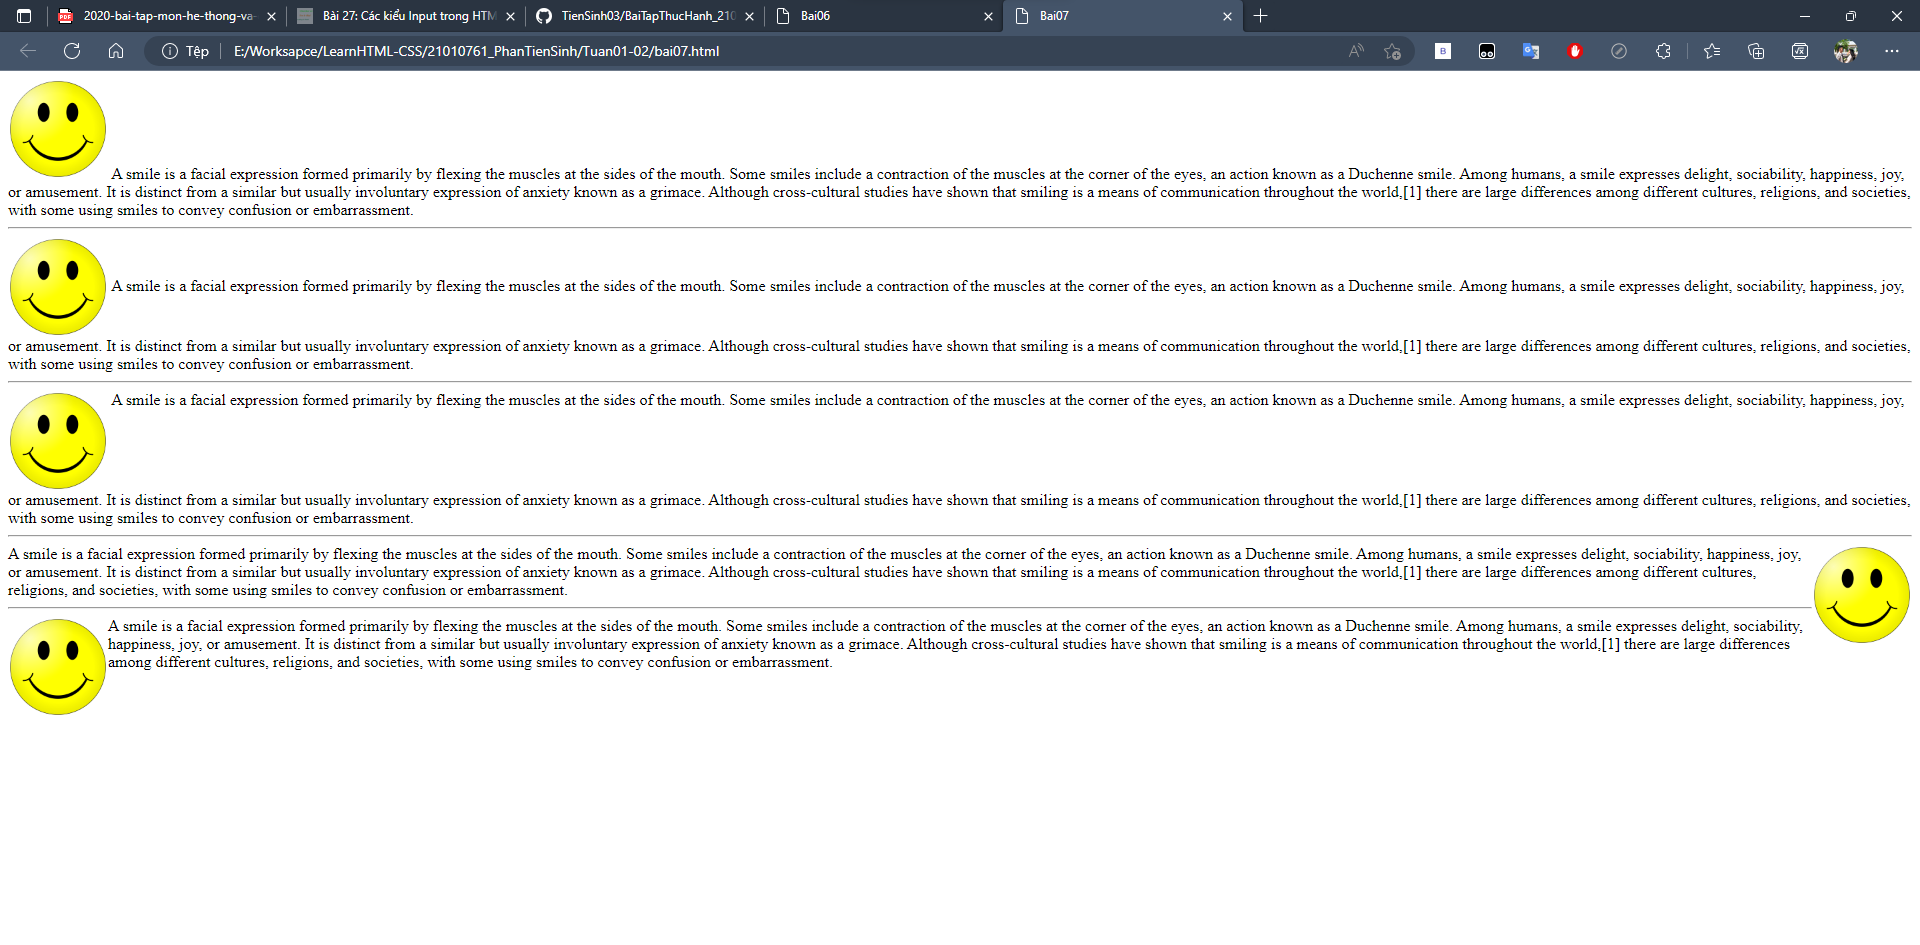 2020-bai-tap-mon-he-thong-va-
Bài 27: Các kiểu Input trong HTM
TienSinh03/BaiTapThucHanh_210
Bai06
Bai07
Tệp
E:/Worksapce/LearnHTML-CSS/21010761_PhanTienSinh/Tuan01-02/bai07.html
A smile is a facial expression formed primarily by flexing the muscles at the sides of the mouth. Some smiles include a contraction of the muscles at the corner of the eyes, an action known as a Duchenne smile. Among humans, a smile expresses delight, sociability, happiness, joy,
or amusement. It is distinct from a similar but usually involuntary expression of anxiety known as a grimace. Although cross-cultural studies have shown that smiling is a means of communication throughout the world,[1] there are large differences among different cultures, religions, and societies,
with some using smiles to convey confusion or embarrassment.
A smile is a facial expression formed primarily by flexing the muscles at the sides of the mouth. Some smiles include a contraction of the muscles at the corner of the eyes, an action known as a Duchenne smile. Among humans, a smile expresses delight, sociability, happiness, joy,
or amusement. It is distinct from a similar but usually involuntary expression of anxiety known as a grimace. Although cross-cultural studies have shown that smiling is a means of communication throughout the world,[1] there are large differences among different cultures, religions, and societies,
with some using smiles to convey confusion or embarrassment.
A smile is a facial expression formed primarily by flexing the muscles at the sides of the mouth. Some smiles include a contraction of the muscles at the corner of the eyes, an action known as a Duchenne smile. Among humans, a smile expresses delight, sociability, happiness, joy,
or amusement. It is distinct from a similar but usually involuntary expression of anxiety known as a grimace. Although cross-cultural studies have shown that smiling is a means of communication throughout the world,[1] there are large differences among different cultures, religions, and societies,
with some using smiles to convey confusion or embarrassment.
A smile is a facial expression formed primarily by flexing the muscles at the sides of the mouth. Some smiles include a contraction of the muscles at the corner of the eyes, an action known as a Duchenne smile. Among humans, a smile expresses delight, sociability, happiness, joy,
or amusement. It is distinct from a similar but usually involuntary expression of anxiety known as a grimace. Although cross-cultural studies have shown that smiling is a means of communication throughout the world,[1] there are large differences among different cultures,
religions, and societies, with some using smiles to convey confusion or embarrassment.
A smile is a facial expression formed primarily by flexing the muscles at the sides of the mouth. Some smiles include a contraction of the muscles at the corner of the eyes, an action known as a Duchenne smile. Among humans, a smile expresses delight, sociability,
happiness, joy, or amusement. It is distinct from a similar but usually involuntary expression of anxiety known as a grimace. Although cross-cultural studies have shown that smiling is a means of communication throughout the world,[1] there are large differences
among different cultures, religions, and societies, with some using smiles to convey confusion or embarrassment.